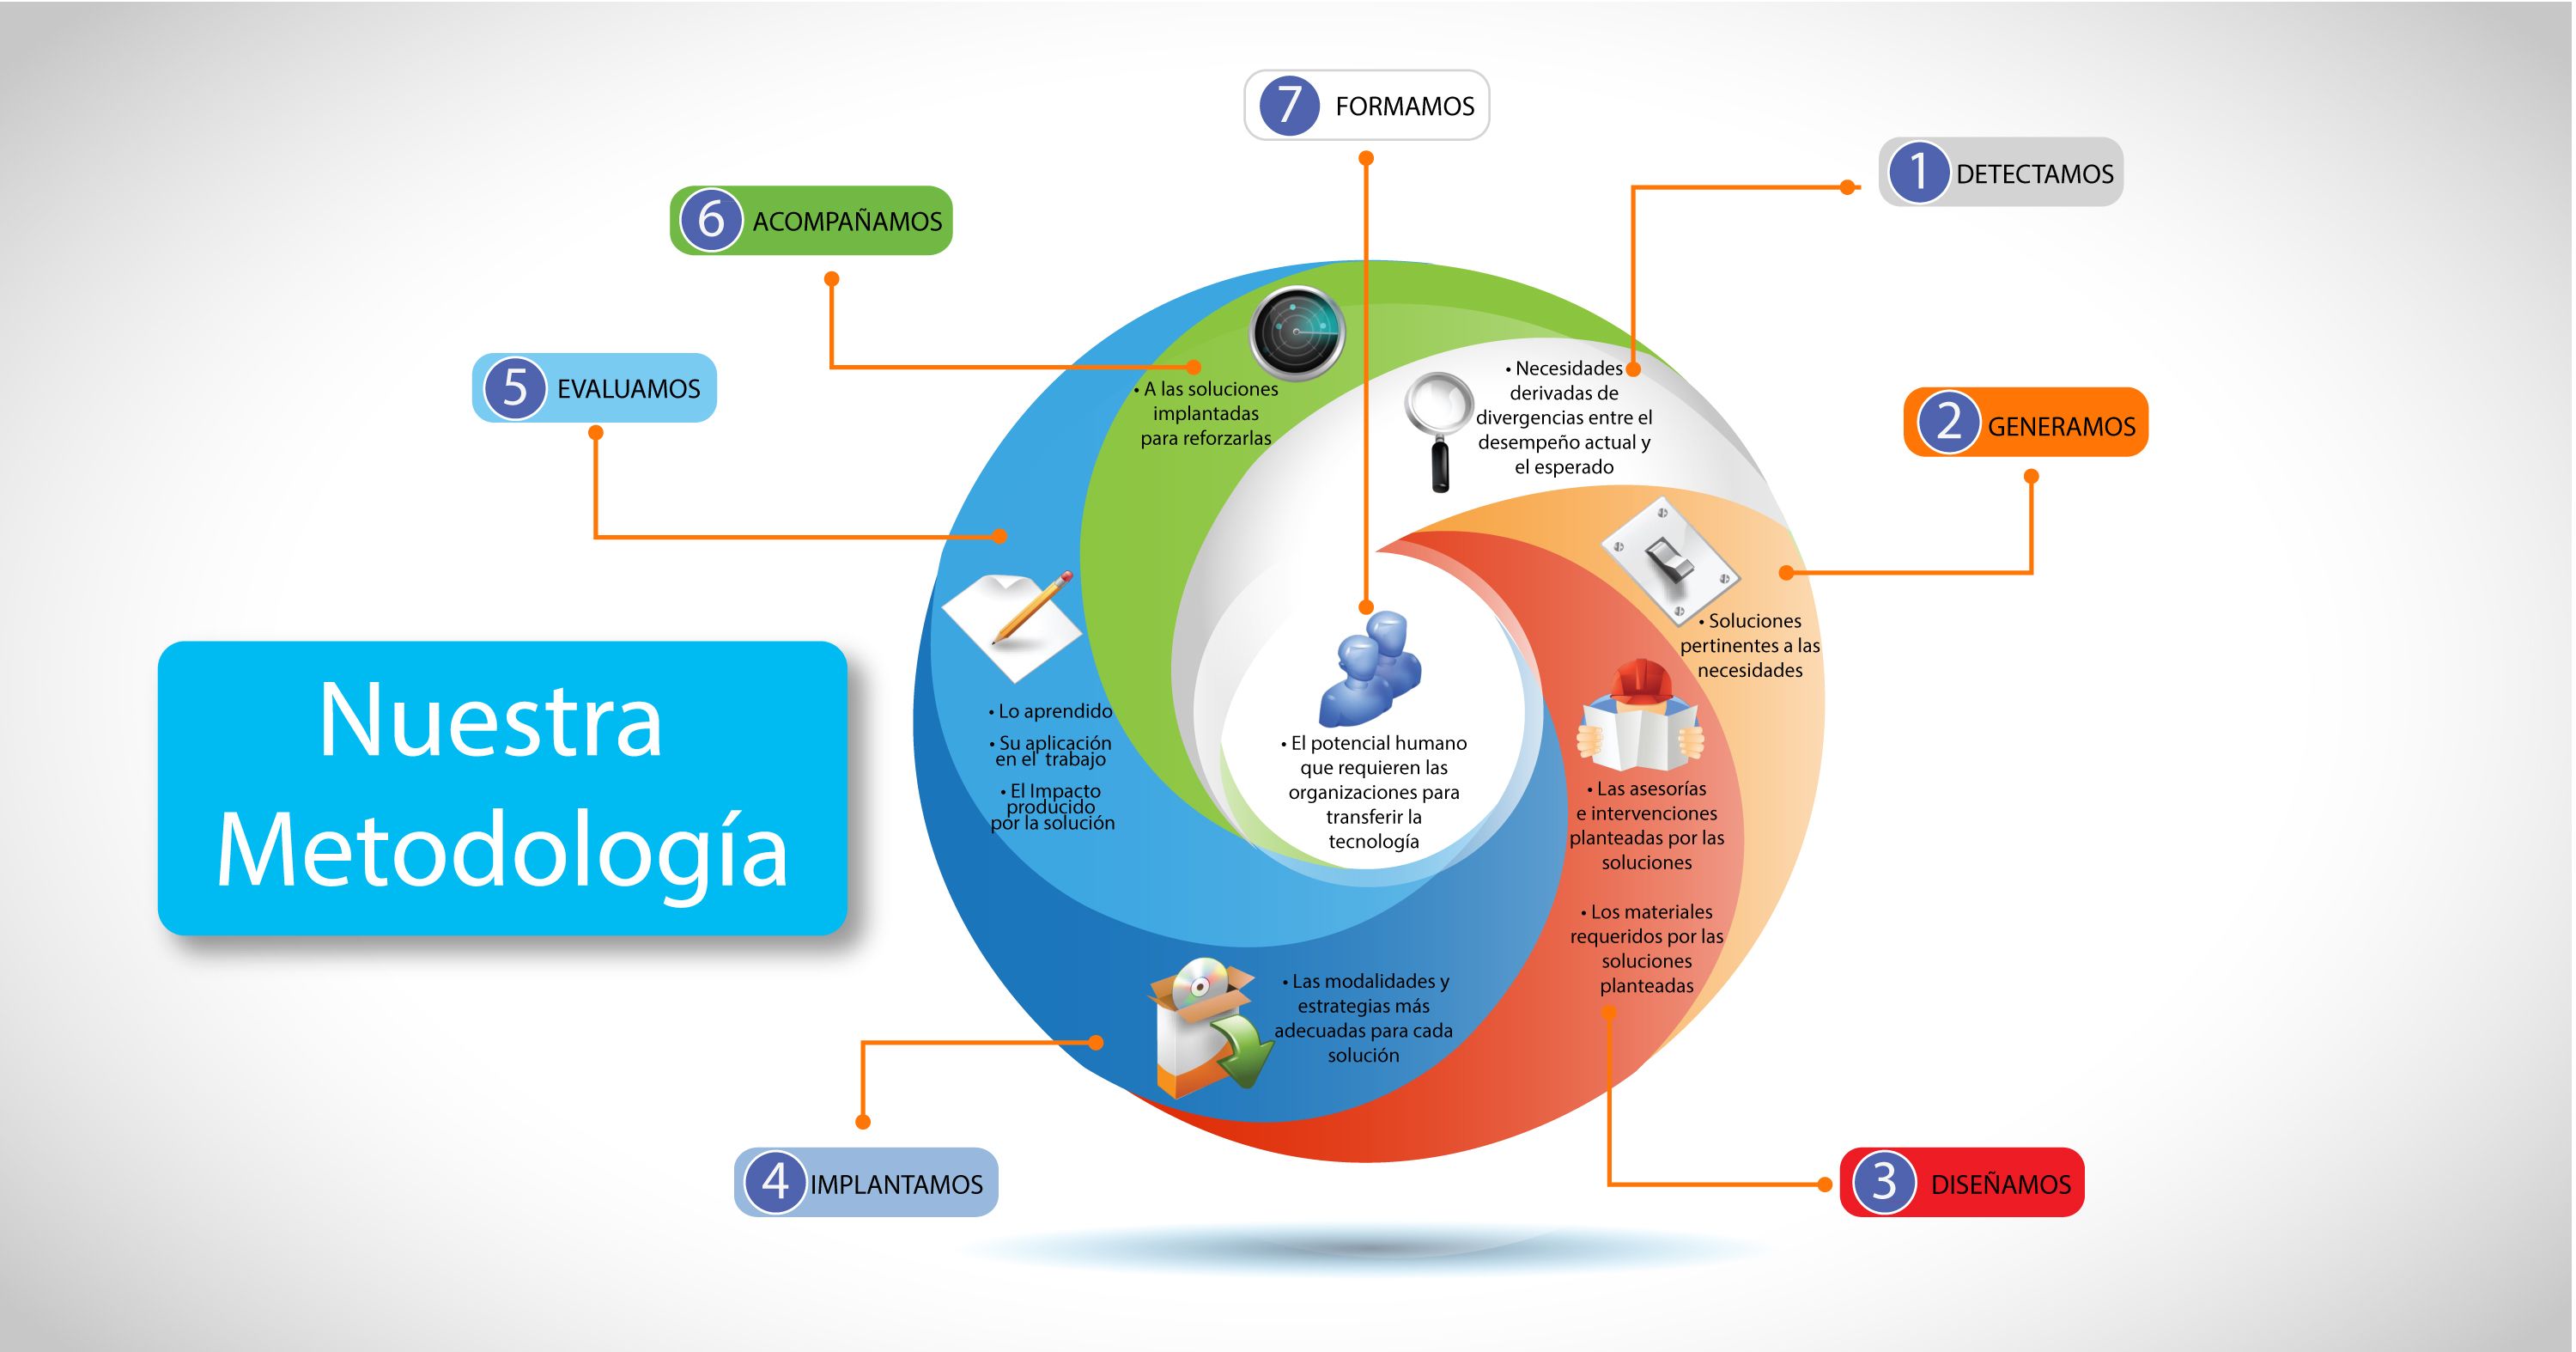 Nuestra
Metodología
7 FORMAMOS
• El potencial humano
que requieren las
organizaciones para
transferir la
tecnología
1 DETECTAMOS
• Necesidades
derivadas de
divergencias entre el
desempeño actual y
el esperado
2 GENERAMOS
• Soluciones
pertinentes a las
necesidades
3 DISEÑAMOS
• Las asesorías
e intervenciones
planteadas por las
soluciones
• Los materiales
requeridos por las
soluciones
planteadas
4 IMPLANTAMOS
• Las modalidades y
estrategias más
adecuadas para cada
solución
5 EVALUAMOS
• Lo aprendido
• Su aplicación
en el trabajo
• El Impacto
producido
por la solución
6 ACOMPAÑAMOS
• A las soluciones
implantadas
para reforzarlas